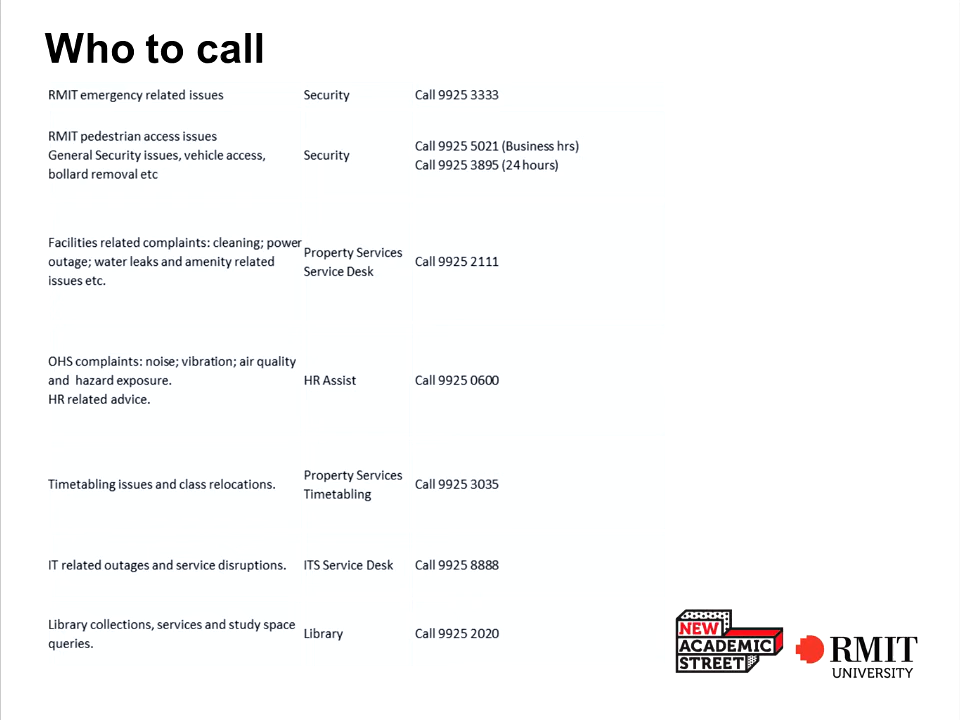 Who to call
RMIT emergency related issues Security Call 9925 3333
RMIT pedestrian access issues
General Security issues, vehicle access,
bollard removal etc
Security
Call 9925 5021 (Business hrs)
Call 9925 3895 (24 hours)
Facilities related complaints: cleaning; power
outage; water leaks and amenity related
issues etc.
Property Services
Service Desk
Call 9925 2111
OHS complaints: noise; vibration; air quality
and hazard exposure.
HR related advice.
HR Assist
Call 9925 0600
Timetabling issues and class relocations.
Property Services
Timetabling
Call 9925 3035
IT related outages and service disruptions. ITS Service Desk Call 9925 8888
Library collections, services and study space
queries.
Library
Call 9925 2020
NEW
ACADEMIC
STREET
RMIT
UNIVERSITY